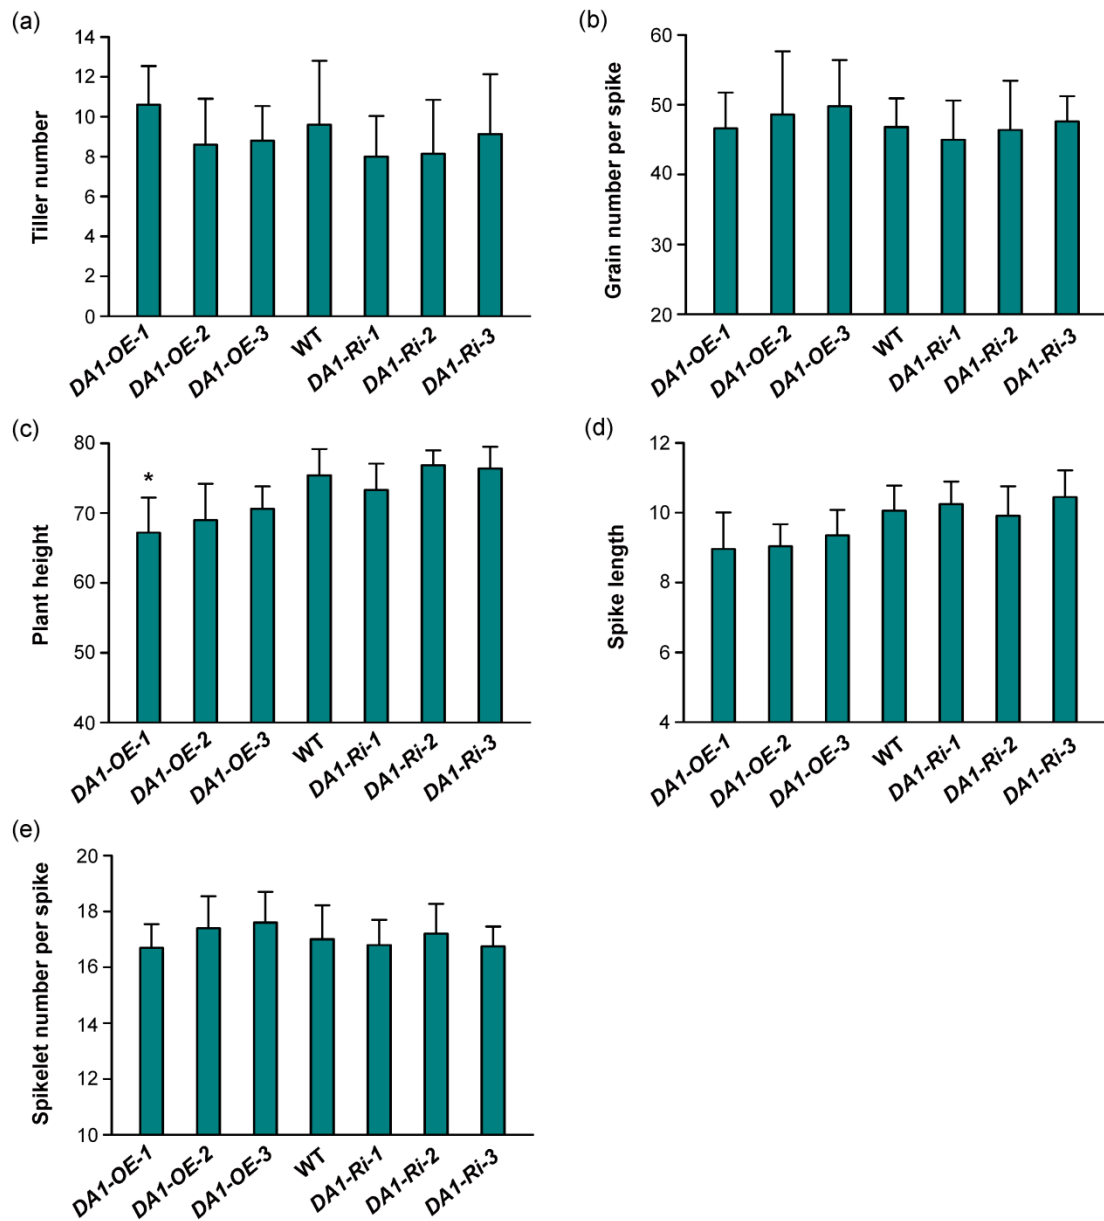 (a)
Tiller number
14
12
10
8
6
4
2
0
DA1-OE-1
DA1-OE-2
DA1-OE-3
WT
DA1-Ri-1
DA1-Ri-2
DA1-Ri-3
(b)
Grain number per spike
60
50
40
30
20
DA1-OE-1
DA1-OE-2
DA1-OE-3
WT
DA1-Ri-1
DA1-Ri-2
DA1-Ri-3
(c)
Plant height
80
70
60
50
40
*
DA1-OE-1
DA1-OE-2
DA1-OE-3
WT
DA1-Ri-1
DA1-Ri-2
DA1-Ri-3
(d)
Spike length
12
10
8
6
4
DA1-OE-1
DA1-OE-2
DA1-OE-3
WT
DA1-Ri-1
DA1-Ri-2
DA1-Ri-3
(e)
Spikelet number per spike
20
18
16
14
12
10
DA1-OE-1
DA1-OE-2
DA1-OE-3
WT
DA1-Ri-1
DA1-Ri-2
DA1-Ri-3